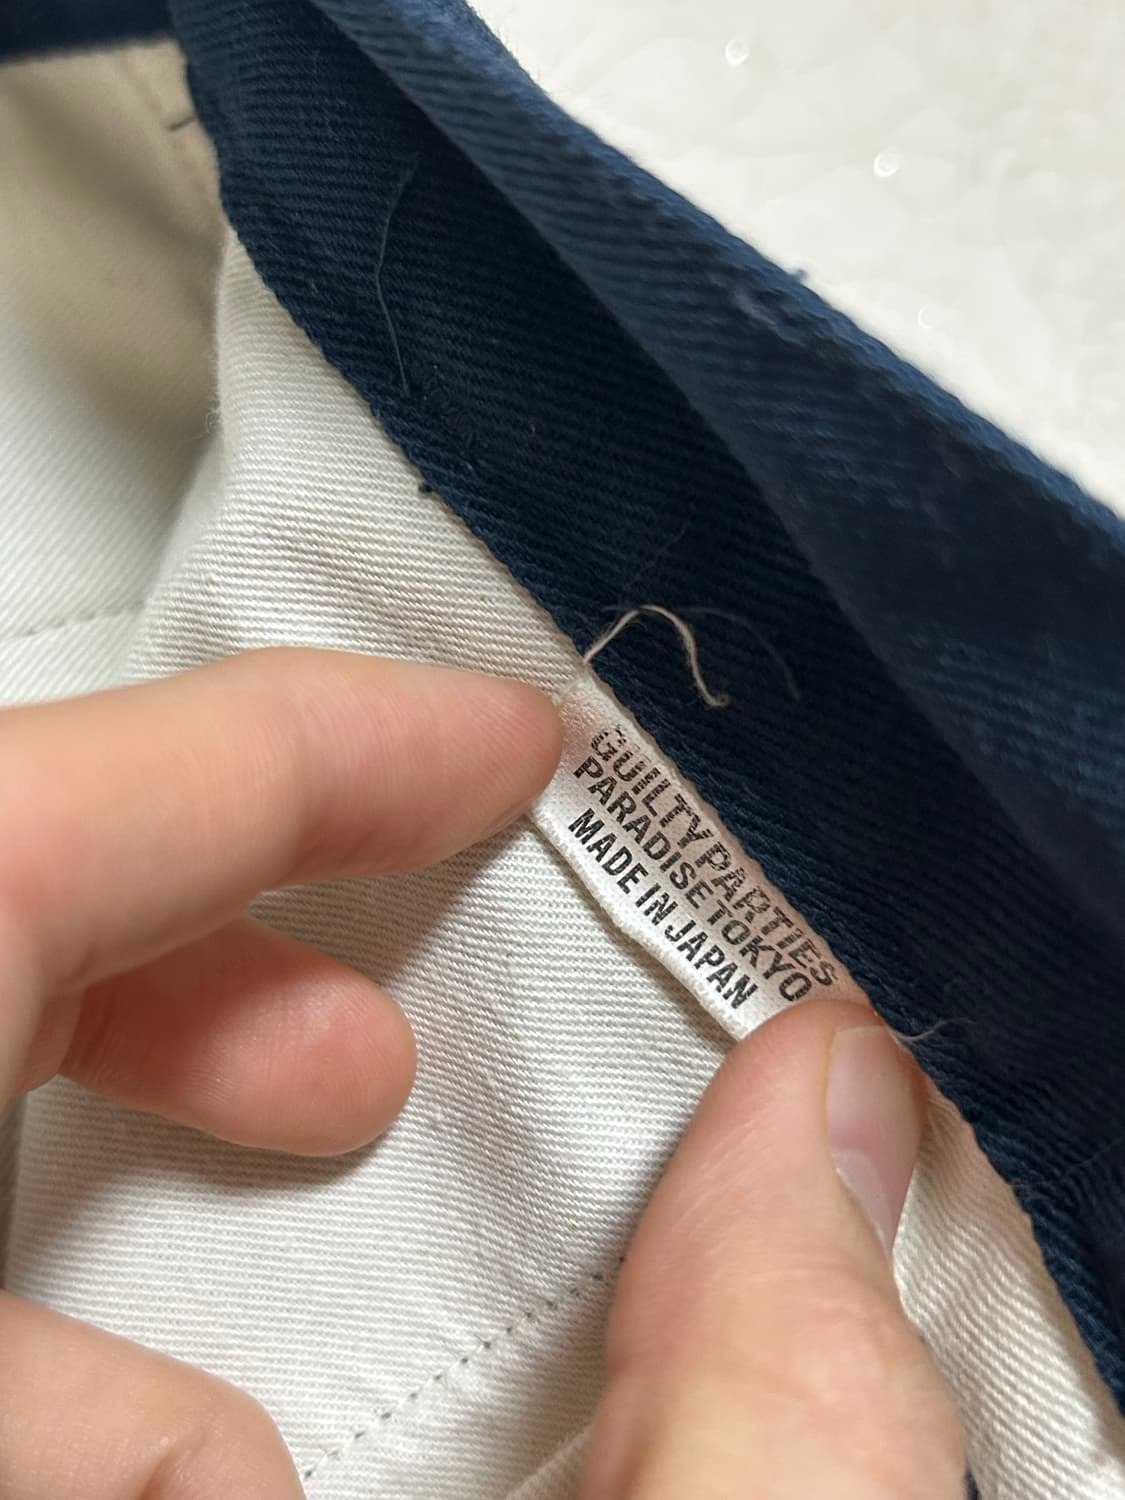 GUILTY PARTIES
PARADISE TOKYO
MADE IN JAPAN